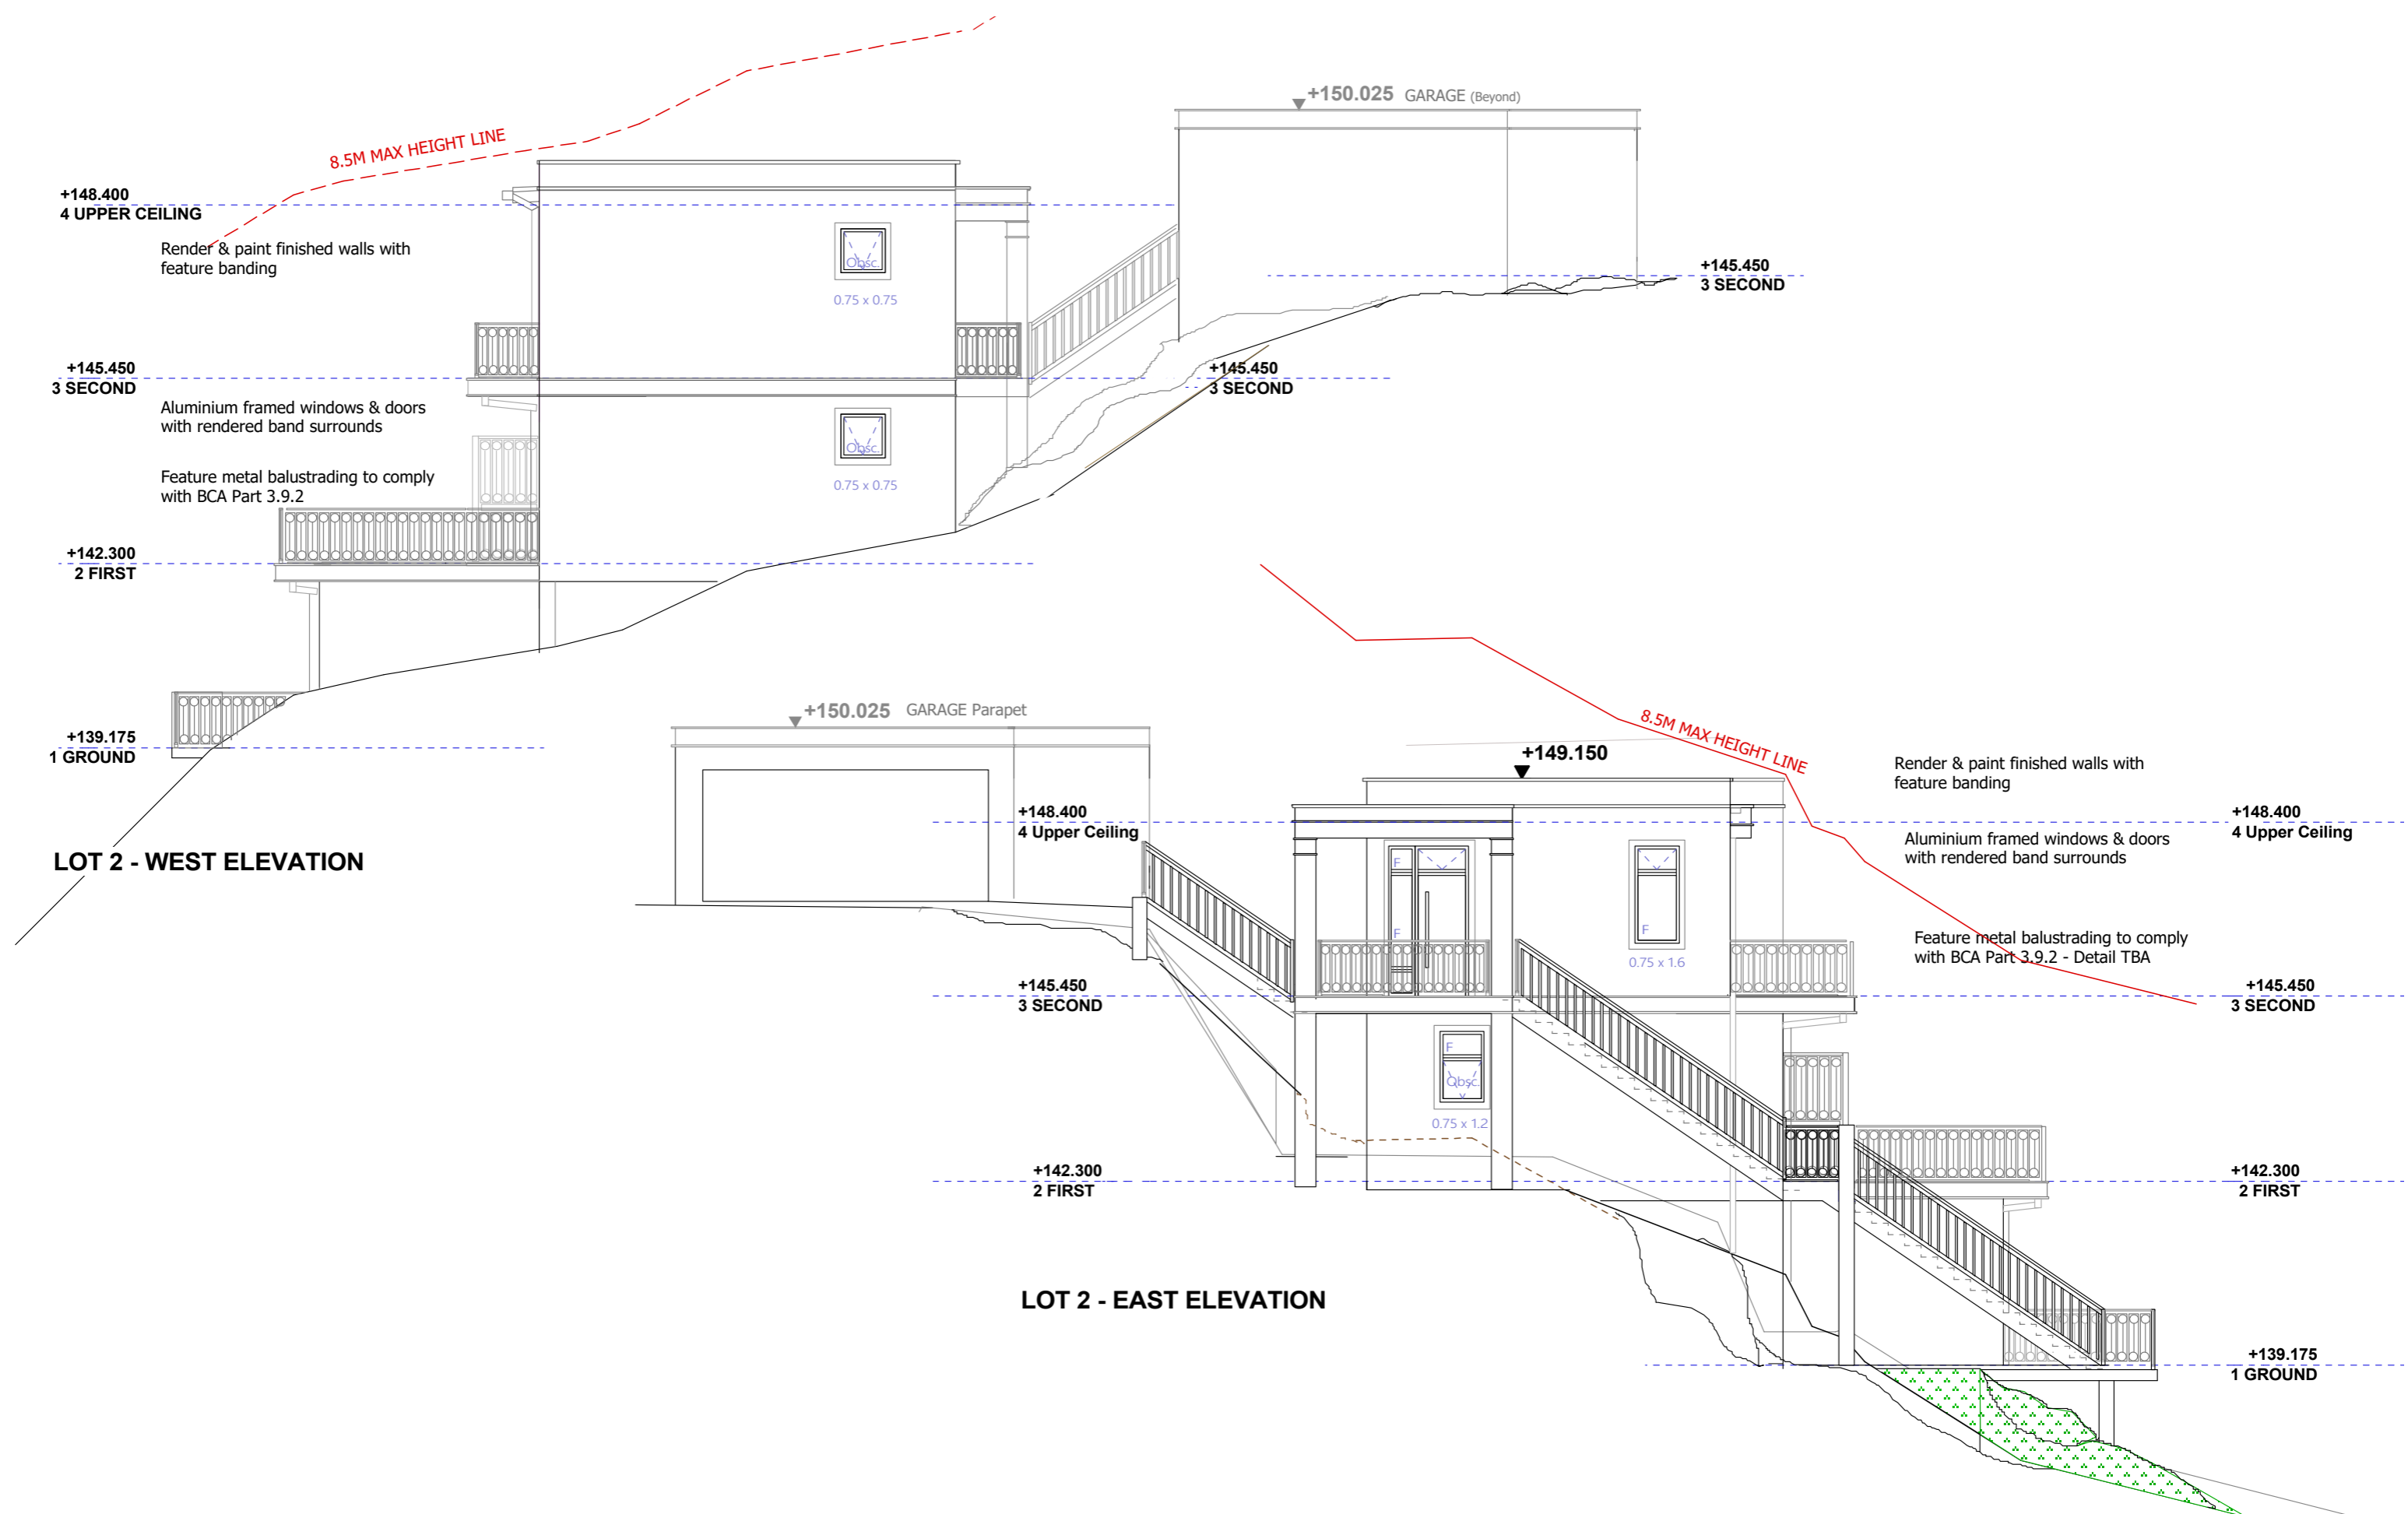 +150.025 GARAGE (Beyond)
8.5M MAX HEIGHT LINE
+148.400
4 UPPER CEILING
Render & paint finished walls with
feature banding
Obsc.
0.75 x 0.75
+145.450
3 SECOND
+145.450
3 SECOND
+145.450
3 SECOND
Aluminium framed windows & doors
with rendered band surrounds
Obsc.
0.75 x 0.75
Feature metal balustrading to comply
with BCA Part 3.9.2
+142.300
2 FIRST
+139.175
1 GROUND
LOT 2 - WEST ELEVATION
+150.025 GARAGE Parapet
8.5M MAX HEIGHT LINE
+149.150
Render & paint finished walls with
feature banding
+148.400
4 Upper Ceiling
+148.400
4 Upper Ceiling
Aluminium framed windows & doors
with rendered band surrounds
F
F
F
0.75 x 1.6
Feature metal balustrading to comply
with BCA Part 3.9.2 - Detail TBA
+145.450
3 SECOND
+145.450
3 SECOND
F
Obsc.
0.75 x 1.2
+142.300
2 FIRST
+142.300
2 FIRST
LOT 2 - EAST ELEVATION
+139.175
1 GROUND